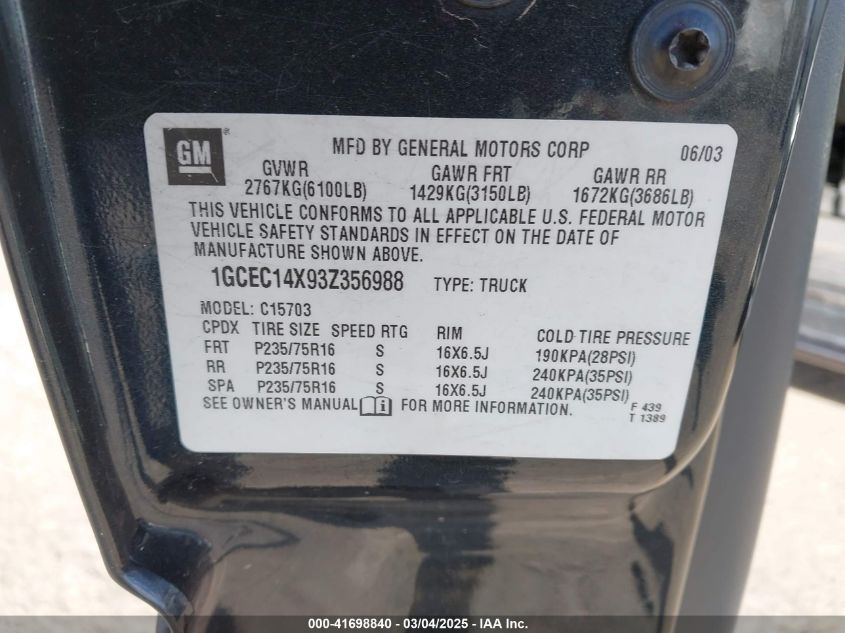 GM ® MFD BY GENERAL MOTORS CORP 06/03
GVWR GAWR FRT GAWR RR
2767KG(6100LB) 1429KG(3150LB) 1672KG(3686LB)
THIS VEHICLE CONFORMS TO ALL APPLICABLE U.S. FEDERAL MOTOR
VEHICLE SAFETY STANDARDS IN EFFECT ON THE DATE OF
MANUFACTURE SHOWN ABOVE.
1GCEC14X93Z356988 TYPE: TRUCK
MODEL: C15703
CPDX TIRE SIZE SPEED RTG RIM COLD TIRE PRESSURE
FRT P235/75R16 S 16X6.5J 190KPA(28PSI)
RR P235/75R16 S 16X6.5J 240KPA(35PSI)
SPA P235/75R16 S 16X6.5J 240KPA(35PSI)
SEE OWNER'S MANUAL i FOR MORE INFORMATION. F 439
T 1389
000-41698840 - 03/04/2025 - IAA Inc.